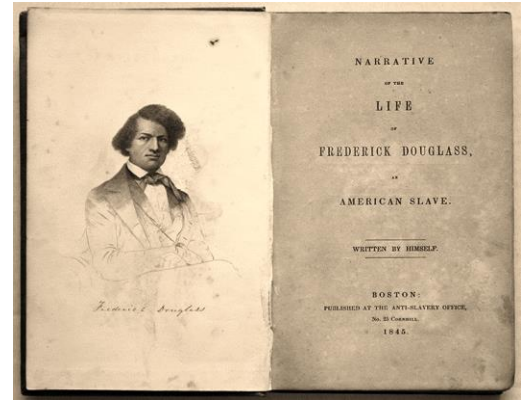 Frederick Douglass
NARRATIVE
OF THE
LIFE
OF
FREDERICK DOUGLASS,
AN
AMERICAN SLAVE.
WRITTEN BY HIMSELF.
BOSTON:
PUBLISHED AT THE ANTI-SLAVERY OFFICE,
No. 25 CORNHILL
1845.